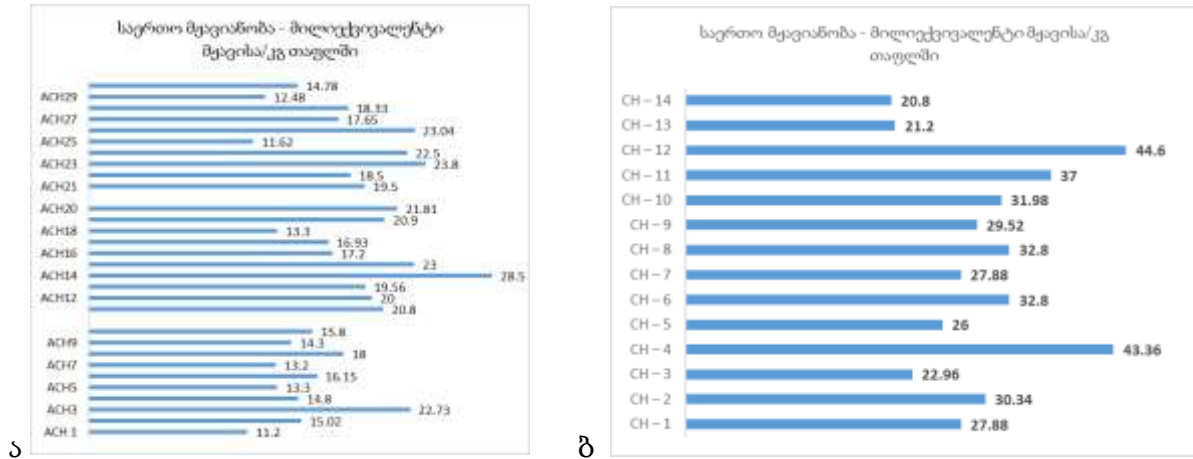 საერთო მჟავიანობა - მილიექვივალენტი
მჟავისა/კგ თაფლში
14.78
ACH29
12.48
18.33
ACH27
17.65
23.04
ACH25
11.62
22.5
ACH23
23.8
18.5
ACH21
19.5
ACH20
21.81
20.9
ACH18
13.3
16.93
ACH16
17.2
23
ACH14
28.5
19.56
ACH12
20
20.8
15.8
ACH9
14.3
18
ACH7
13.2
16.15
ACH5
13.3
14.8
ACH3
22.73
15.02
ACH 1
11.2
ა
საერთო მჟავიანობა - მილიექვივალენტი მჟავისა/კგ
თაფლში
CH – 14 20.8
CH – 13 21.2
CH – 12 44.6
CH – 11 37
CH – 10 31.98
CH – 9 29.52
CH – 8 32.8
CH – 7 27.88
CH – 6 32.8
CH – 5 26
CH – 4 43.36
CH – 3 22.96
CH – 2 30.34
CH – 1 27.88
ბ